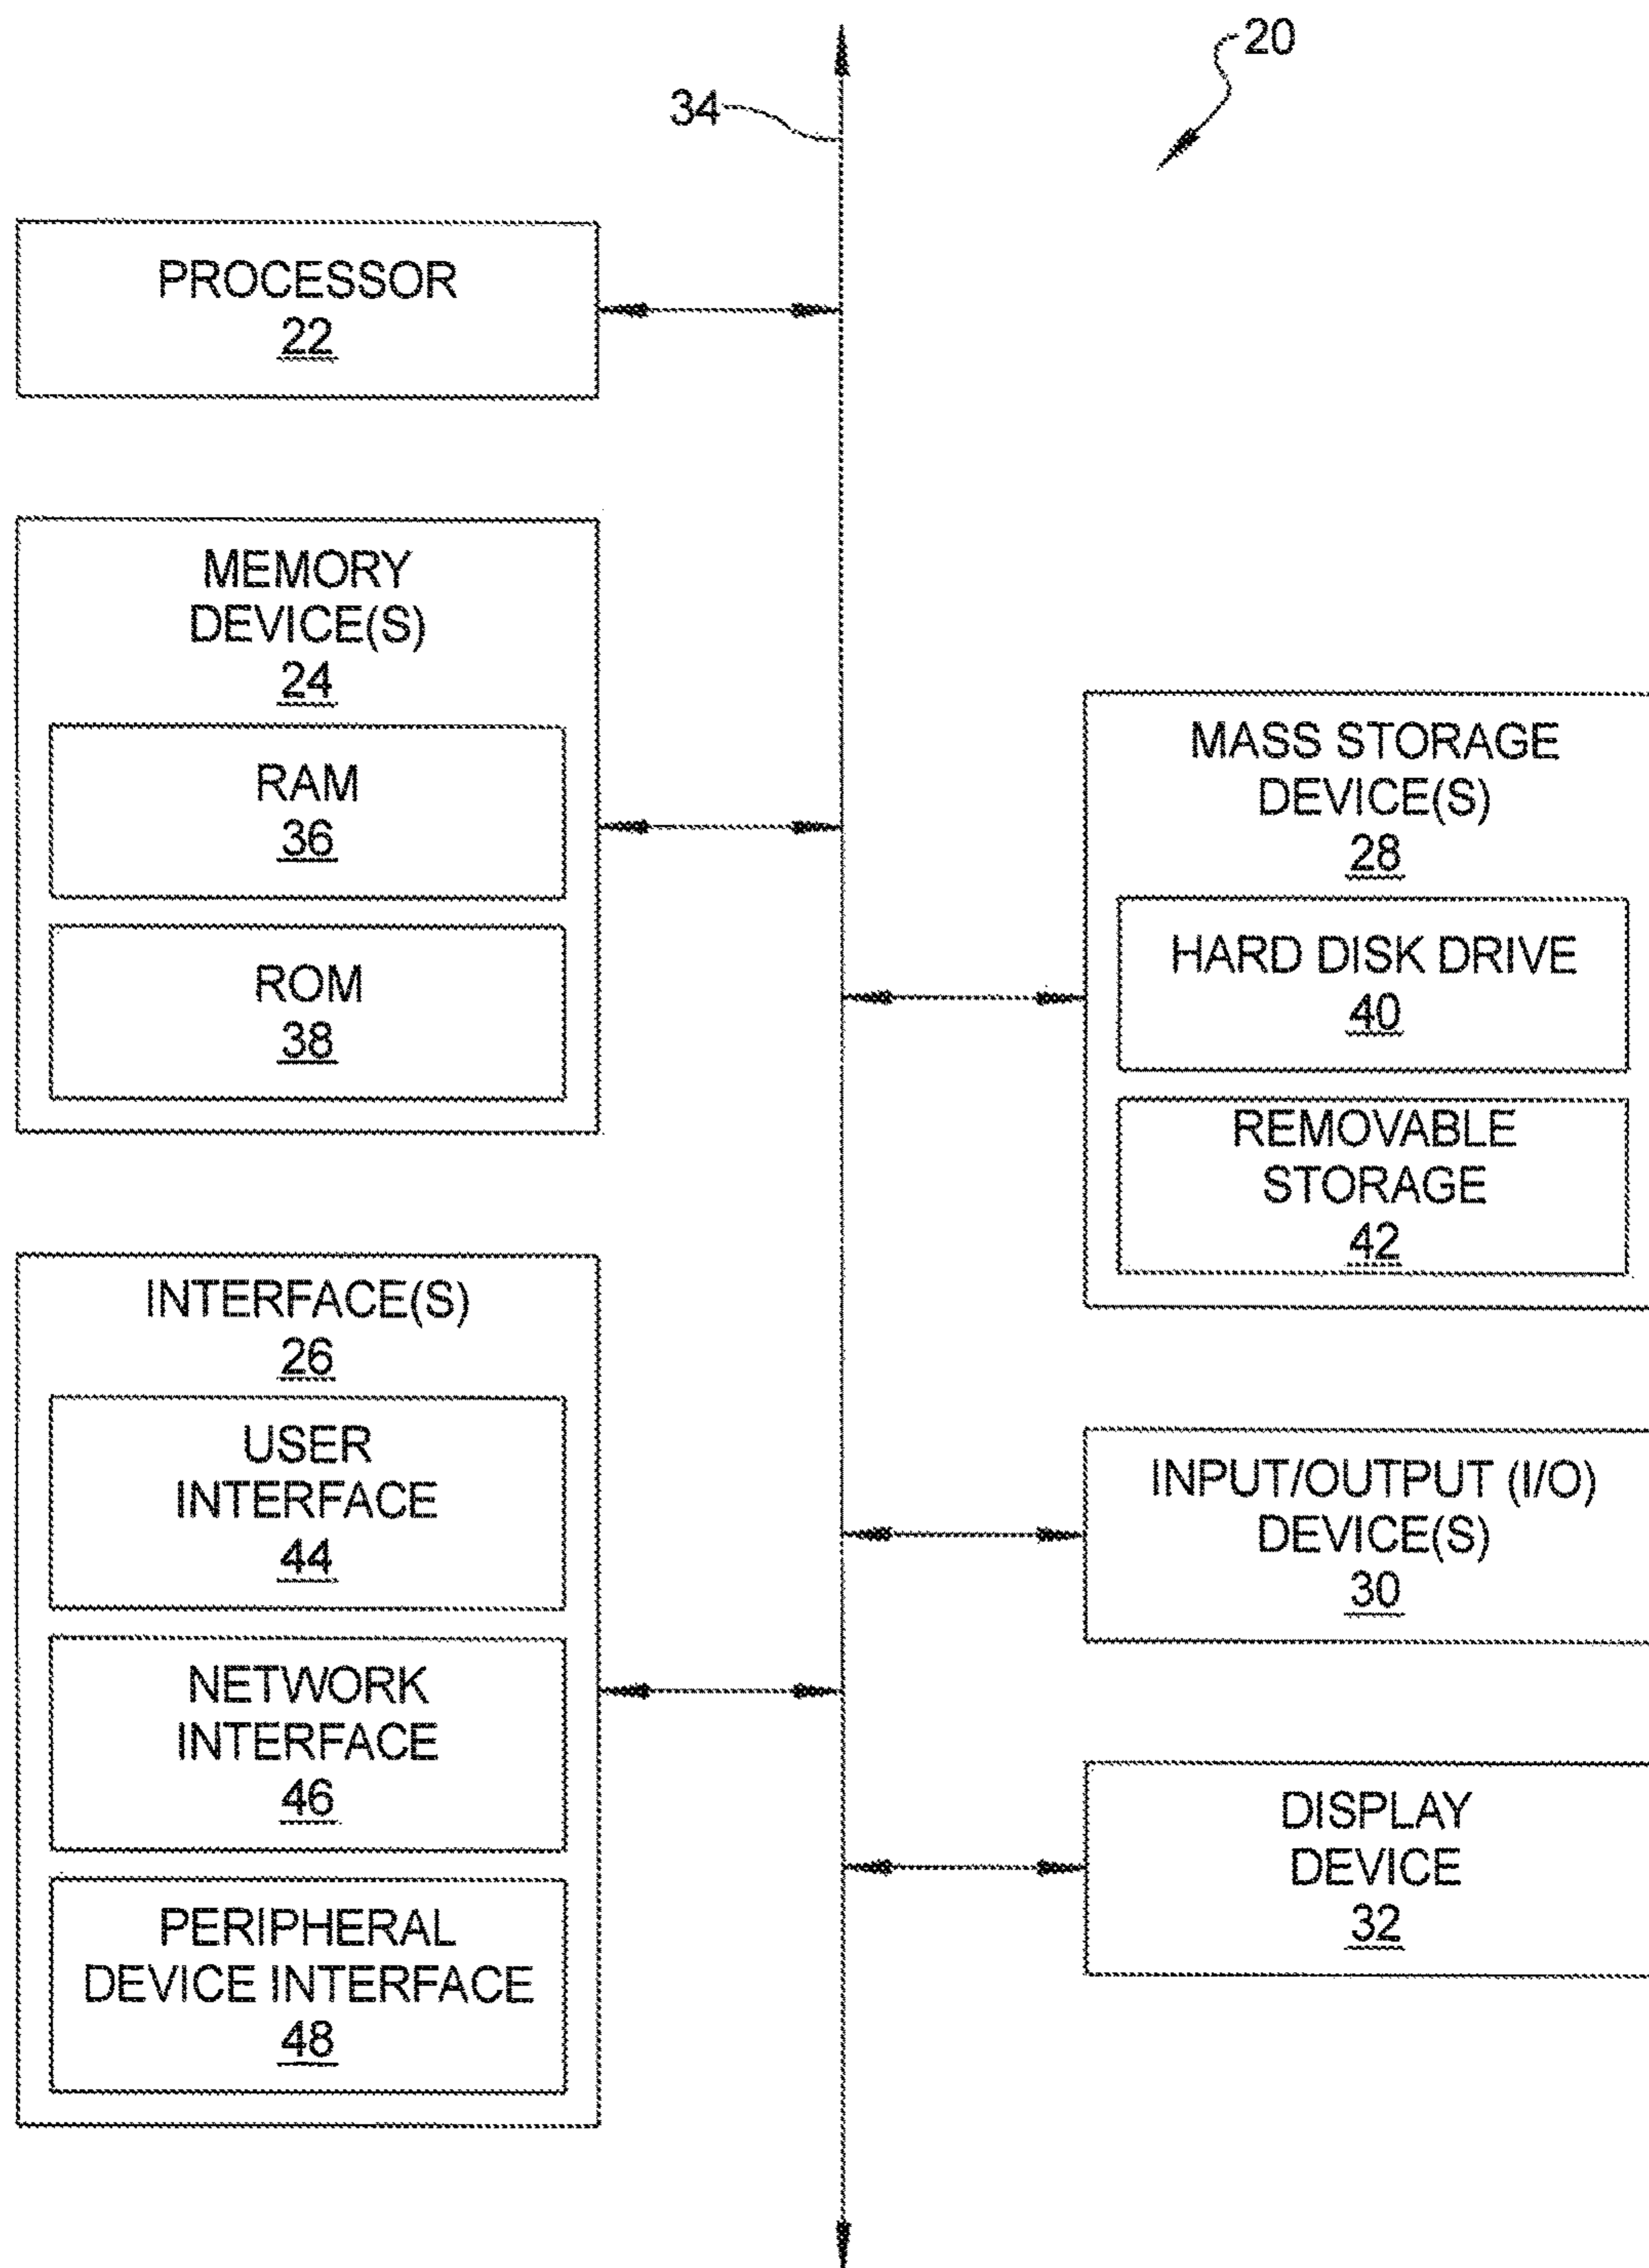 20
34
PROCESSOR
22
MEMORY
DEVICE(S)
24
RAM
36
ROM
38
INTERFACE(S)
26
USER
INTERFACE
44
NETWORK
INTERFACE
46
PERIPHERAL
DEVICE INTERFACE
48
MASS STORAGE
DEVICE(S)
28
HARD DISK DRIVE
40
REMOVABLE
STORAGE
42
INPUT/OUTPUT (I/O)
DEVICE(S)
30
DISPLAY
DEVICE
32